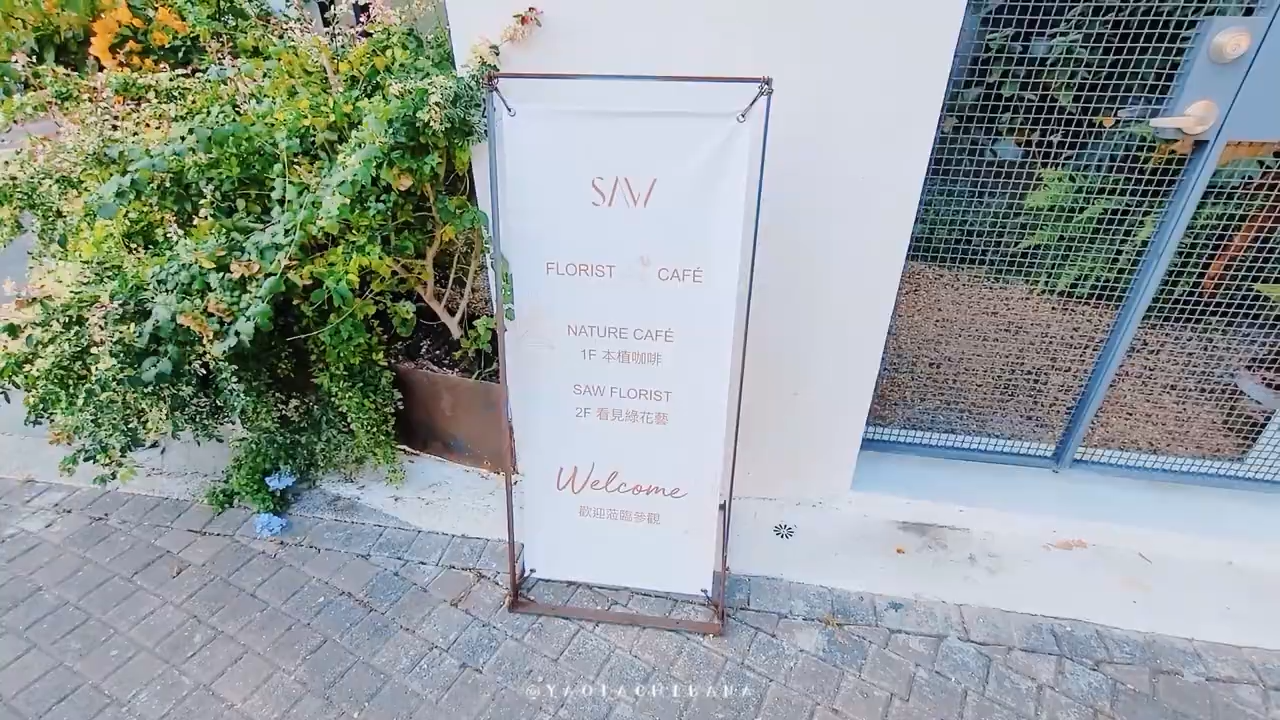 SAW
FLORIST CAFÉ
NATURE CAFÉ
1F 本植咖啡
SAW FLORIST
2F 看見綠花藝
Welcome
歡迎蒞臨參觀
©YAOTACHIBANA